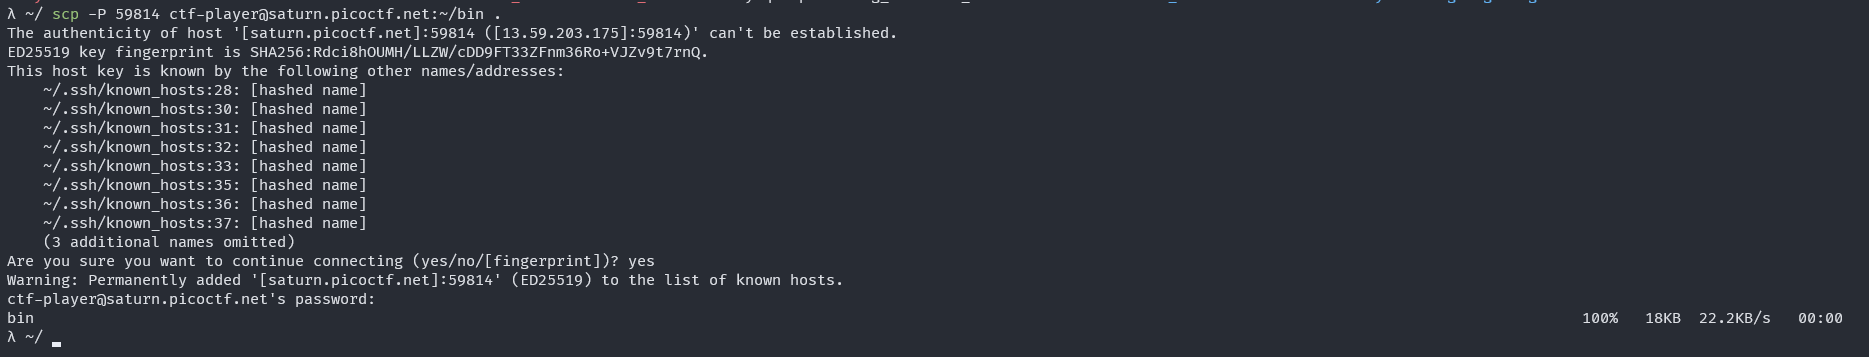 λ ~/ scp -P 59814 ctf-player@saturn.picoctf.net:~/bin .
The authenticity of host '[saturn.picoctf.net]:59814 ([13.59.203.175]:59814)' can't be established.
ED25519 key fingerprint is SHA256:Rdci8hOUMH/LLZW/cDD9FT33ZFnm36Ro+VJZv9t7rnQ.
This host key is known by the following other names/addresses:
    ~/.ssh/known_hosts:28: [hashed name]
    ~/.ssh/known_hosts:30: [hashed name]
    ~/.ssh/known_hosts:31: [hashed name]
    ~/.ssh/known_hosts:32: [hashed name]
    ~/.ssh/known_hosts:33: [hashed name]
    ~/.ssh/known_hosts:35: [hashed name]
    ~/.ssh/known_hosts:36: [hashed name]
    ~/.ssh/known_hosts:37: [hashed name]
    (3 additional names omitted)
Are you sure you want to continue connecting (yes/no/[fingerprint])? yes
Warning: Permanently added '[saturn.picoctf.net]:59814' (ED25519) to the list of known hosts.
ctf-player@saturn.picoctf.net's password:
bin 100% 18KB 22.2KB/s 00:00
λ ~/